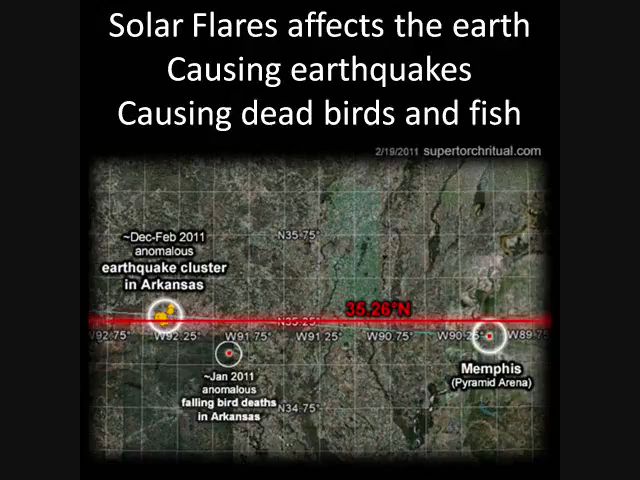 Solar Flares affects the earth
Causing earthquakes
Causing dead birds and fish
2/19/2011 supertorchritual.com
~Dec-Feb 2011
anomalous
earthquake cluster
in Arkansas
N35.75°
35.26°N
N35.25°
W92.75° W92.25° W91.75° W91.25° W90.75° W90.25° W89.75
~Jan 2011
anomalous
falling bird deaths
in Arkansas
Memphis
(Pyramid Arena)
N34.75°